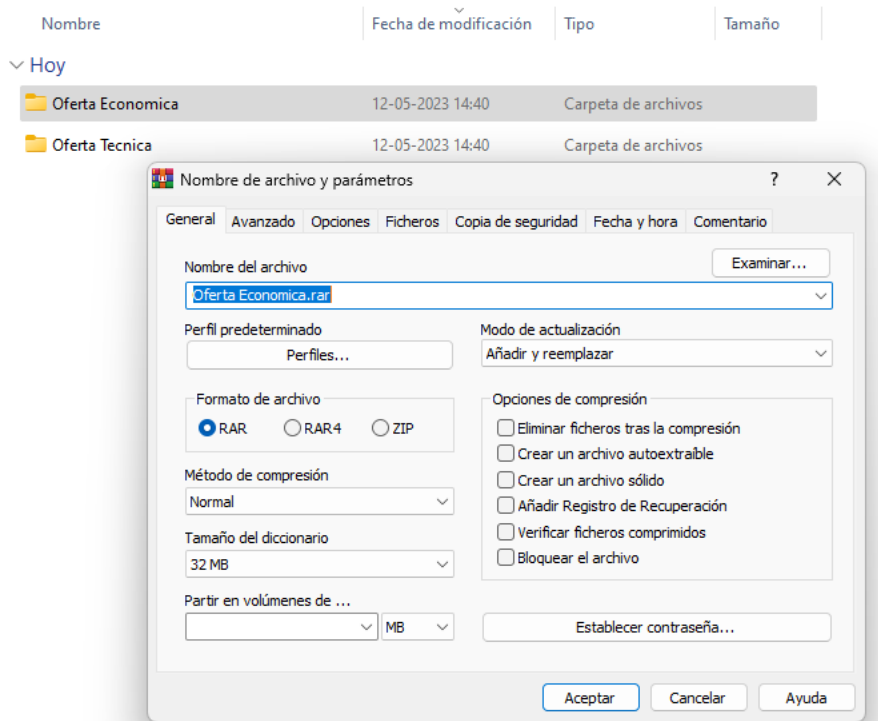 Nombre Fecha de modificación Tipo Tamaño
Hoy
Oferta Economica 12-05-2023 14:40 Carpeta de archivos
Oferta Tecnica 12-05-2023 14:40 Carpeta de archivos
Nombre de archivo y parámetros ?
General Avanzado Opciones Ficheros Copia de seguridad Fecha y hora Comentario
Nombre del archivo Examinar...
Oferta Economica.rar
Perfil predeterminado Modo de actualización
Perfiles... Añadir y reemplazar
Formato de archivo Opciones de compresión
RAR RAR4 ZIP Eliminar ficheros tras la compresión
Crear un archivo autoextraíble
Método de compresión Crear un archivo sólido
Normal Añadir Registro de Recuperación
Tamaño del diccionario Verificar ficheros comprimidos
32 MB Bloquear el archivo
Partir en volúmenes de ...
MB Establecer contraseña...
Aceptar Cancelar Ayuda